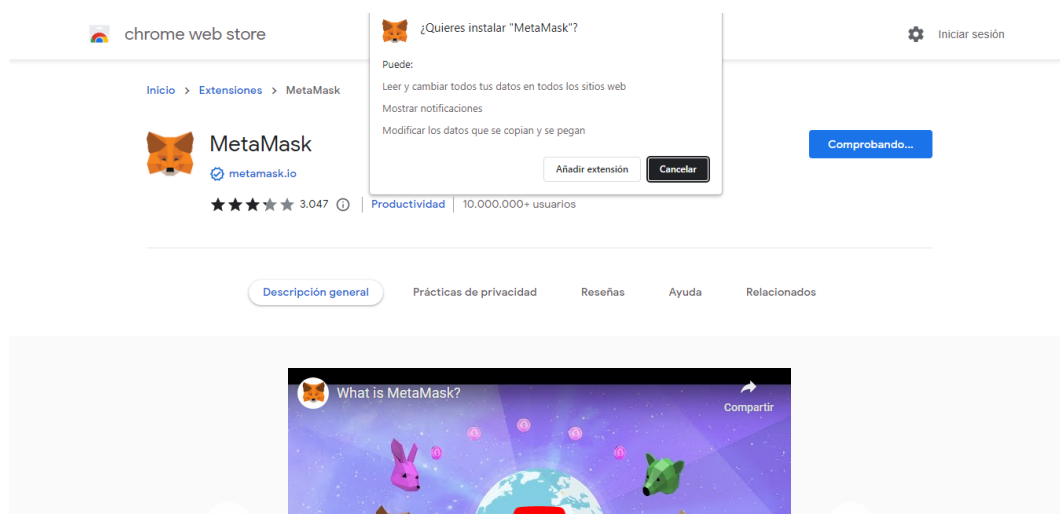 chrome web store
Iniciar sesión
¿Quieres instalar "MetaMask"?
Puede:
Leer y cambiar todos tus datos en todos los sitios web
Mostrar notificaciones
Modificar los datos que se copian y se pegan
Añadir extensión
Cancelar
Inicio > Extensiones > MetaMask
MetaMask
metamask.io
3.047
Productividad
10.000.000+ usuarios
Comprobando...
Descripción general
Prácticas de privacidad
Reseñas
Ayuda
Relacionados
What is MetaMask?
Compartir